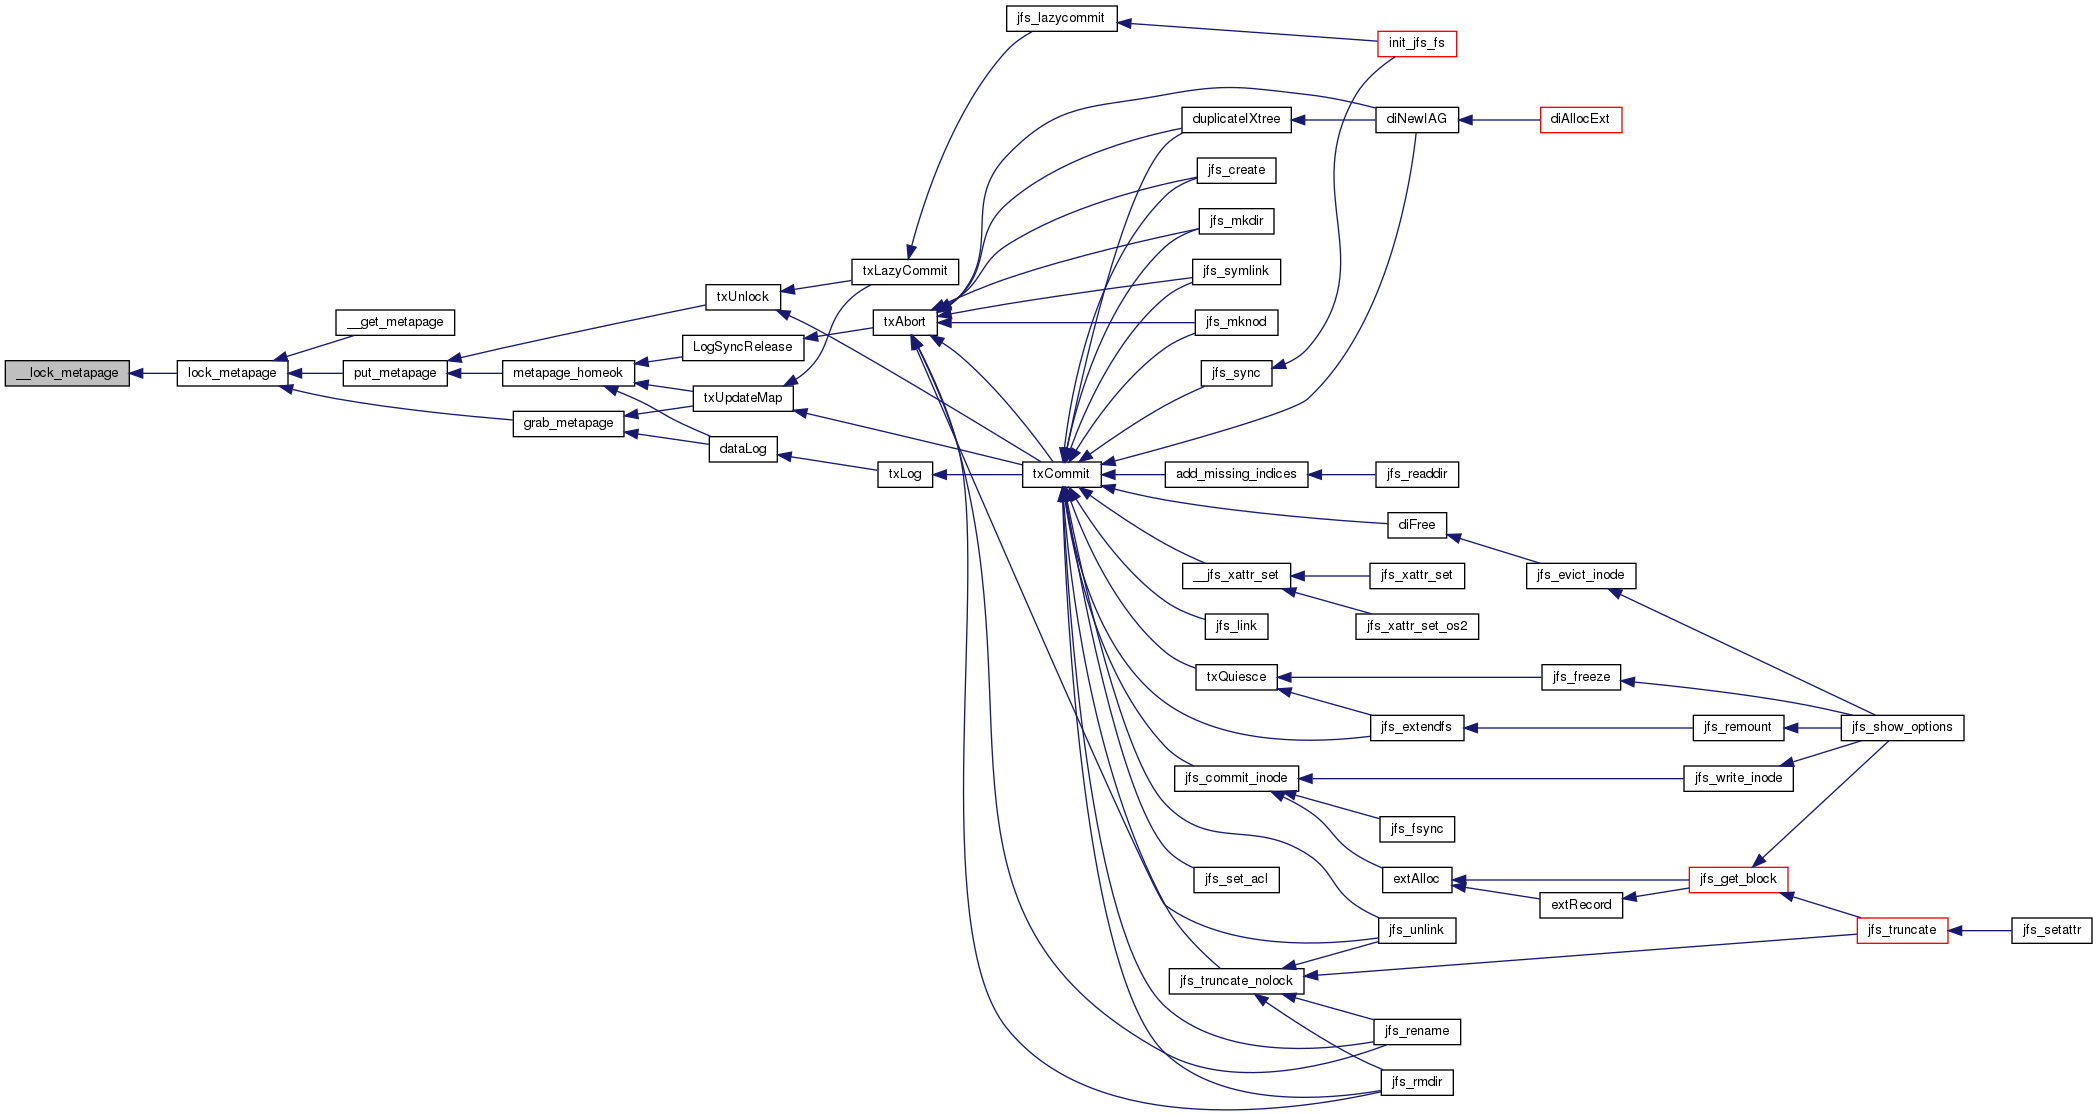 jfs_lazycommit
init_jfs_fs
duplicateIXtree
diNewIAG
diAllocExt
jfs_create
jfs_mkdir
txLazyCommit
jfs_symlink
txUnlock
__get_metapage
txAbort
jfs_mknod
LogSyncRelease
__lock_metapage
lock_metapage
put_metapage
metapage_homeok
jfs_sync
txUpdateMap
grab_metapage
dataLog
txLog
txCommit
add_missing_indices
jfs_readdir
diFree
__jfs_xattr_set
jfs_xattr_set
jfs_evict_inode
jfs_link
jfs_xattr_set_os2
txQuiesce
jfs_freeze
jfs_extendfs
jfs_remount
jfs_show_options
jfs_commit_inode
jfs_write_inode
jfs_fsync
jfs_set_acl
extAlloc
jfs_get_block
extRecord
jfs_unlink
jfs_truncate
jfs_setattr
jfs_truncate_nolock
jfs_rename
jfs_rmdir